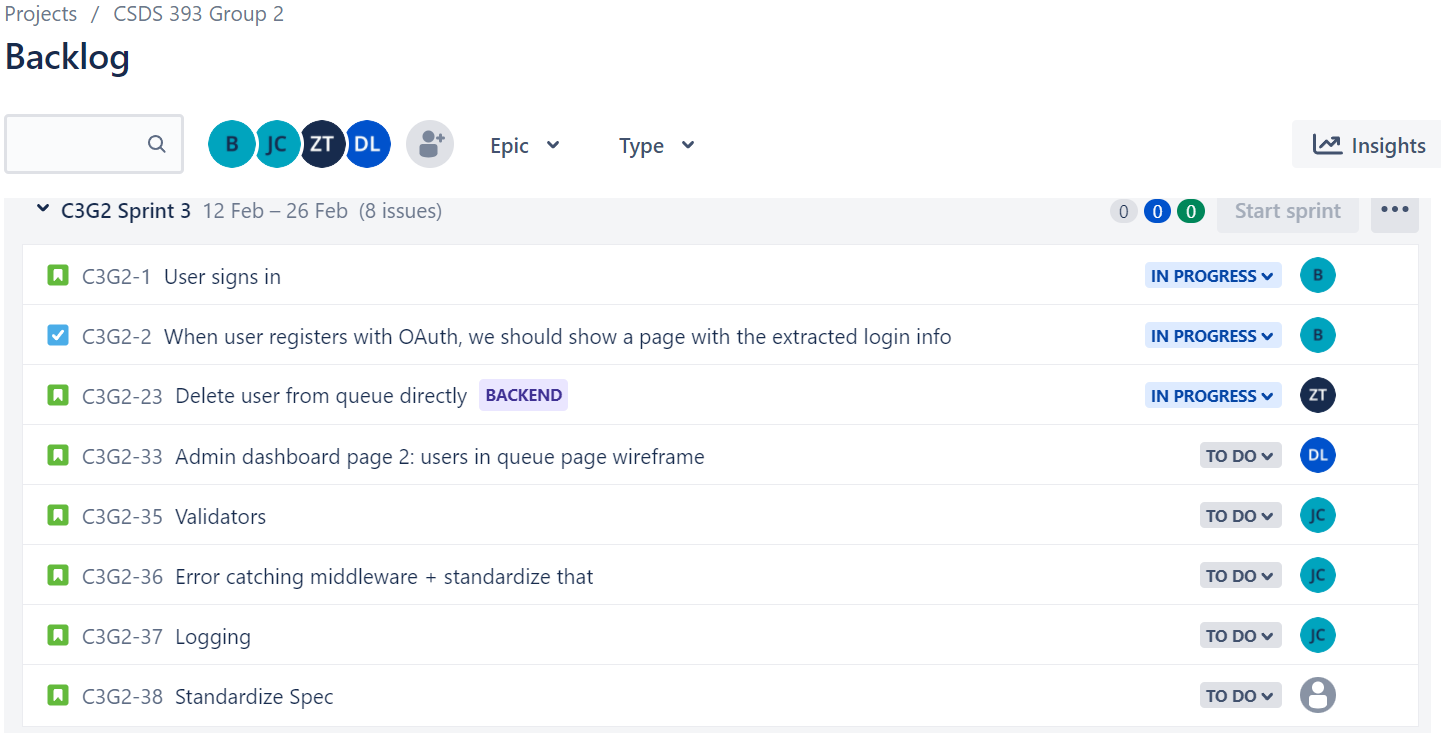 Projects / CSDS 393 Group 2
Backlog
B JC ZT DL Epic Type Insights
C3G2 Sprint 3 12 Feb – 26 Feb (8 issues) 0 0 0 Start sprint
C3G2-1 User signs in IN PROGRESS B
C3G2-2 When user registers with OAuth, we should show a page with the extracted login info IN PROGRESS B
C3G2-23 Delete user from queue directly BACKEND IN PROGRESS ZT
C3G2-33 Admin dashboard page 2: users in queue page wireframe TO DO DL
C3G2-35 Validators TO DO JC
C3G2-36 Error catching middleware + standardize that TO DO JC
C3G2-37 Logging TO DO JC
C3G2-38 Standardize Spec TO DO